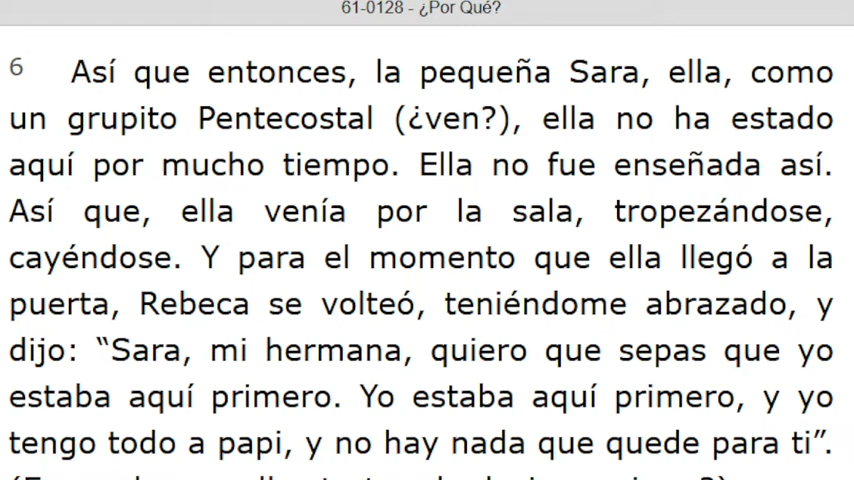 61-0128 - ¿Por Qué?
6 Así que entonces, la pequeña Sara, ella, como
un grupito Pentecostal (¿ven?), ella no ha estado
aquí por mucho tiempo. Ella no fue enseñada así.
Así que, ella venía por la sala, tropezándose,
cayéndose. Y para el momento que ella llegó a la
puerta, Rebeca se volteó, teniéndome abrazado, y
dijo: “Sara, mi hermana, quiero que sepas que yo
estaba aquí primero. Yo estaba aquí primero, y yo
tengo todo a papi, y no hay nada que quede para ti”.